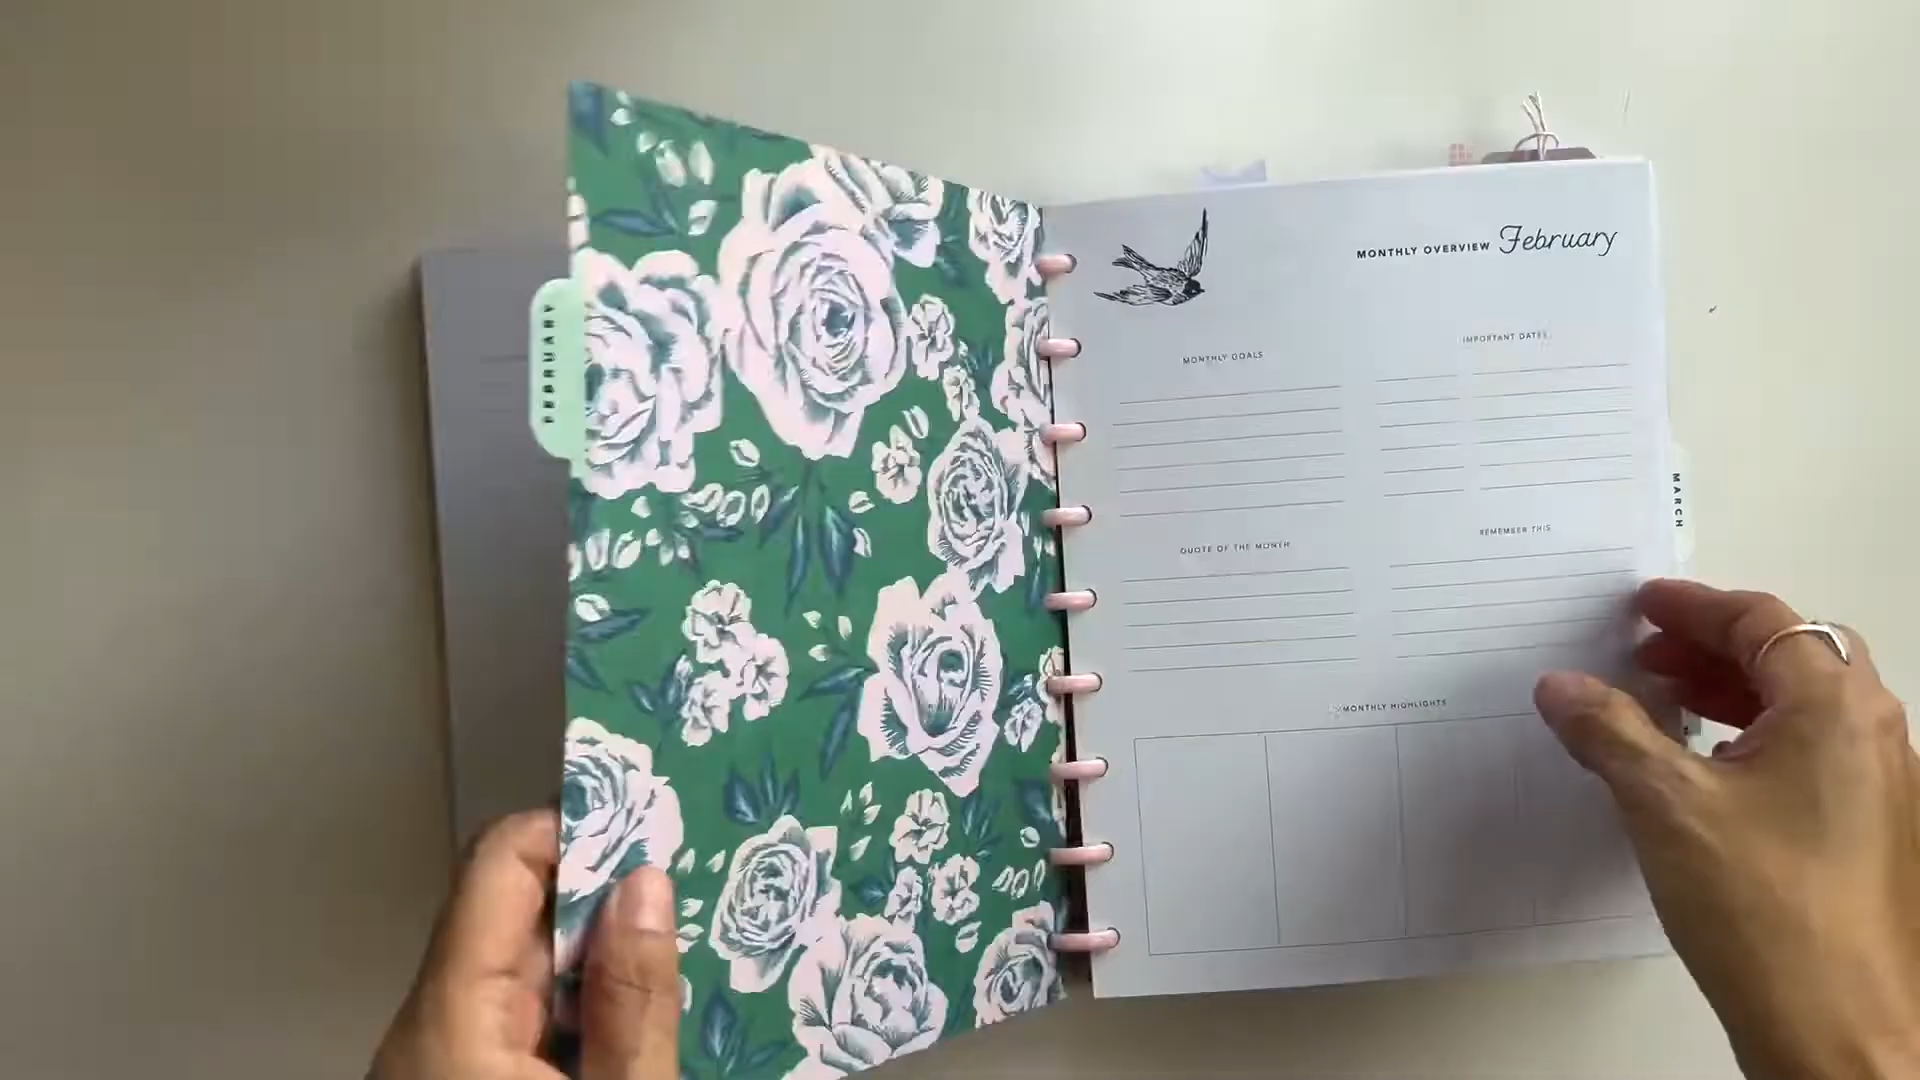 FEBRUARY
MONTHLY OVERVIEW February
MONTHLY GOALS
IMPORTANT DATES
QUOTE OF THE MONTH
REMEMBER THIS
MONTHLY HIGHLIGHTS
MARCH